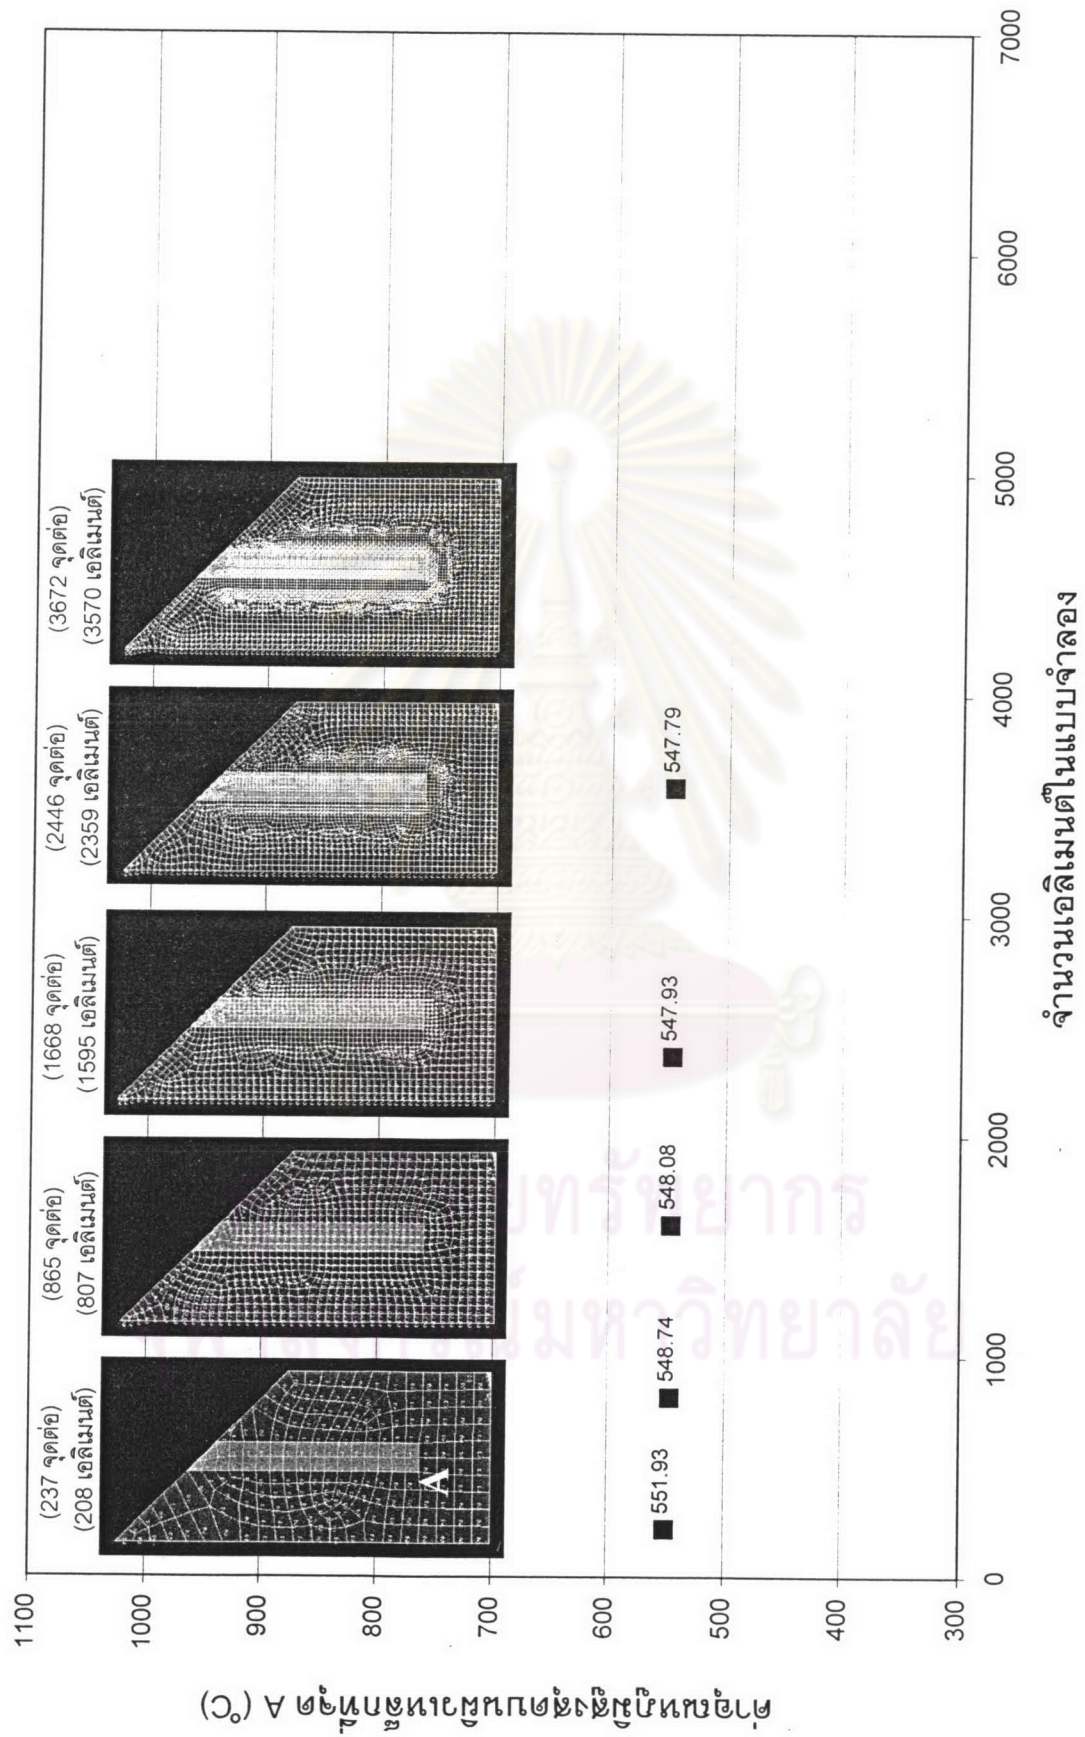 (237 จุดต่อ)
(208 เอลิเมนต์)
(865 จุดต่อ)
(807 เอลิเมนต์)
(1668 จุดต่อ)
(1595 เอลิเมนต์)
(2446 จุดต่อ)
(2359 เอลิเมนต์)
(3672 จุดต่อ)
(3570 เอลิเมนต์)
A
1100
1000
900
800
700
600
500
400
300
551.93
548.74
548.08
547.93
547.79
0
1000
2000
3000
4000
5000
6000
7000
ค่าอุณหภูมิสูงสุดบนผิวเหล็กที่จุด A (°C)
จำนวนเอลิเมนต์ในแบบจำลอง